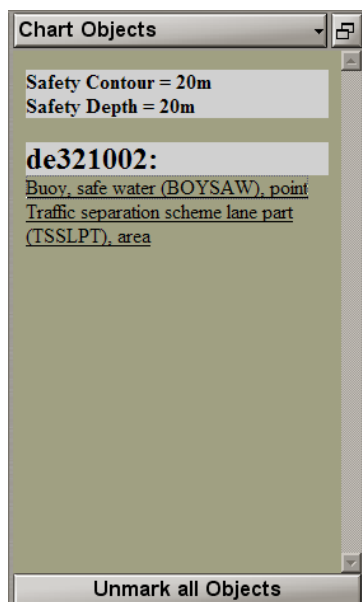 Chart Objects
Safety Contour = 20m
Safety Depth = 20m
de321002:
Buoy, safe water (BOYSAW), point
Traffic separation scheme lane part
(TSSLPT), area
Unmark all Objects